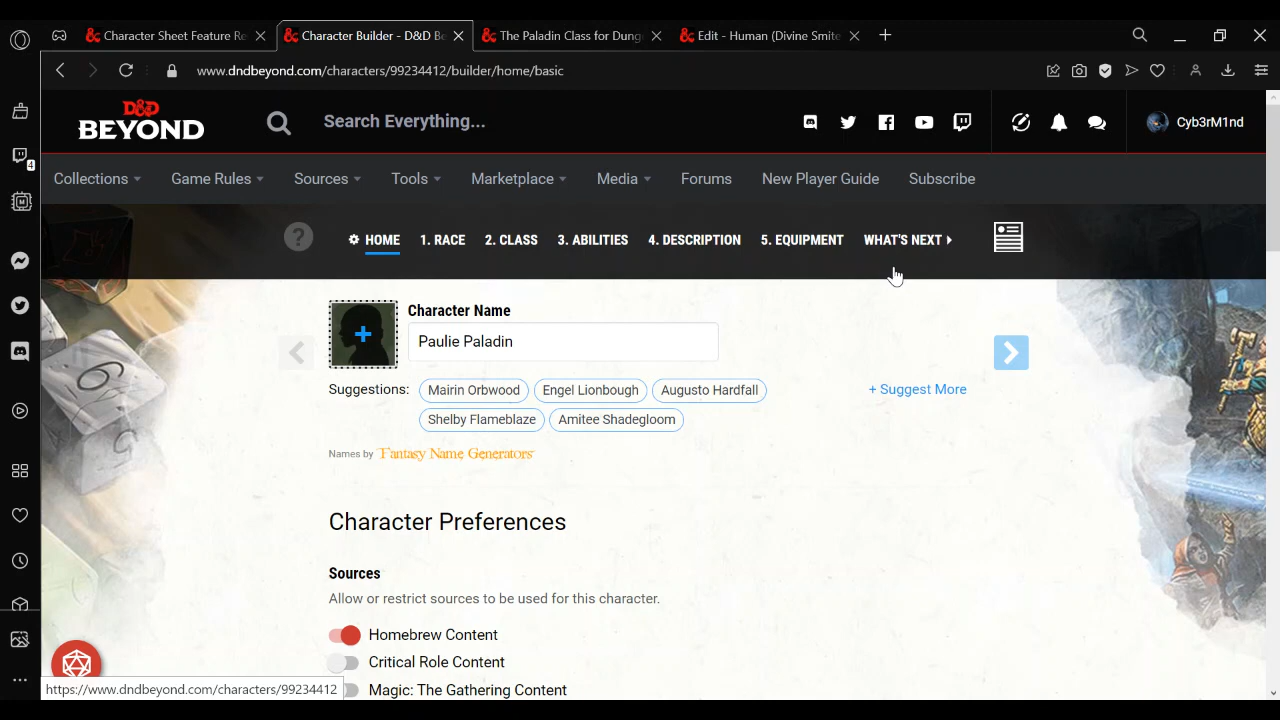 Character Sheet Feature Re
Character Builder - D&D Be
The Paladin Class for Dung
Edit - Human (Divine Smite
www.dndbeyond.com/characters/99234412/builder/home/basic
4
D&D
BEYOND
Search Everything...
Cyb3rM1nd
Collections
Game Rules
Sources
Tools
Marketplace
Media
Forums
New Player Guide
Subscribe
?
HOME
1. RACE
2. CLASS
3. ABILITIES
4. DESCRIPTION
5. EQUIPMENT
WHAT'S NEXT
Character Name
Paulie Paladin
Suggestions:
Mairin Orbwood
Engel Lionbough
Augusto Hardfall
+ Suggest More
Shelby Flameblaze
Amitee Shadegloom
Names by Fantasy Name Generators
Character Preferences
Sources
Allow or restrict sources to be used for this character.
Homebrew Content
Critical Role Content
Magic: The Gathering Content
https://www.dndbeyond.com/characters/99234412